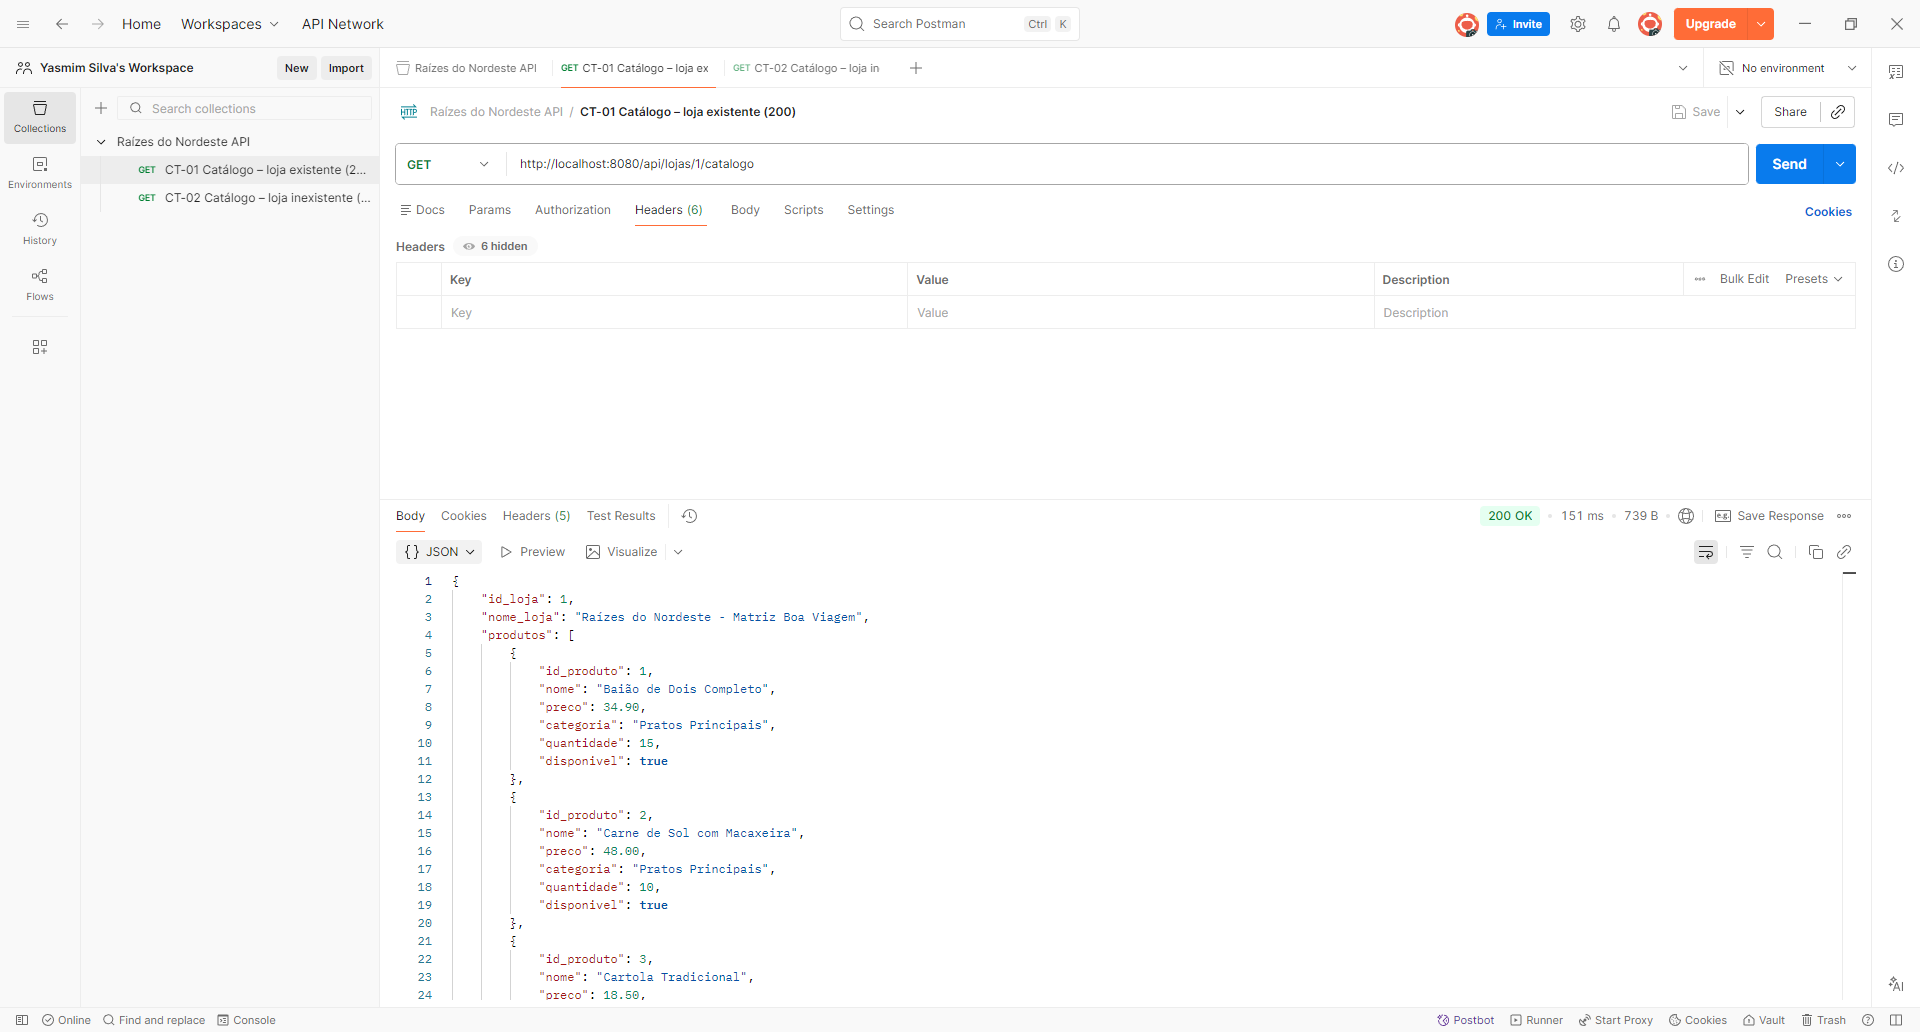 Home
Workspaces
API Network
Search Postman
Ctrl K
Invite
Upgrade
Yasmim Silva's Workspace
New
Import
Raízes do Nordeste API
GET CT-01 Catálogo – loja ex
GET CT-02 Catálogo – loja in
No environment
Collections
Environments
History
Flows
Search collections
Raízes do Nordeste API
GET CT-01 Catálogo – loja existente (2...
GET CT-02 Catálogo – loja inexistente (...
HTTP Raízes do Nordeste API / CT-01 Catálogo – loja existente (200)
Save
Share
GET http://localhost:8080/api/lojas/1/catalogo
Send
Docs Params Authorization Headers (6) Body Scripts Settings
Cookies
Headers 6 hidden
Key Value Description Bulk Edit Presets
Key Value Description
Body Cookies Headers (5) Test Results
200 OK • 151 ms • 739 B
e.g. Save Response
{} JSON Preview Visualize
1 {
2 "id_loja": 1,
3 "nome_loja": "Raízes do Nordeste - Matriz Boa Viagem",
4 "produtos": [
5 {
6 "id_produto": 1,
7 "nome": "Baião de Dois Completo",
8 "preco": 34.90,
9 "categoria": "Pratos Principais",
10 "quantidade": 15,
11 "disponivel": true
12 },
13 {
14 "id_produto": 2,
15 "nome": "Carne de Sol com Macaxeira",
16 "preco": 48.00,
17 "categoria": "Pratos Principais",
18 "quantidade": 10,
19 "disponivel": true
20 },
21 {
22 "id_produto": 3,
23 "nome": "Cartola Tradicional",
24 "preco": 18.50,
AI
Online Find and replace Console
Postbot Runner Start Proxy Cookies Vault Trash